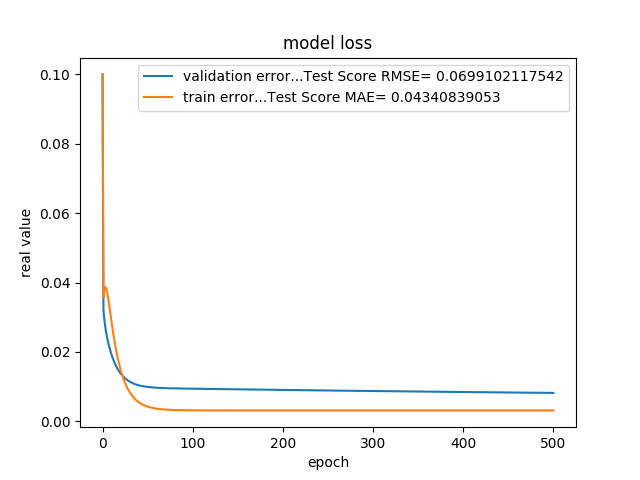 model loss
validation error...Test Score RMSE= 0.0699102117542
train error...Test Score MAE= 0.04340839053
real value
0.10
0.08
0.06
0.04
0.02
0.00
0 100 200 300 400 500
epoch